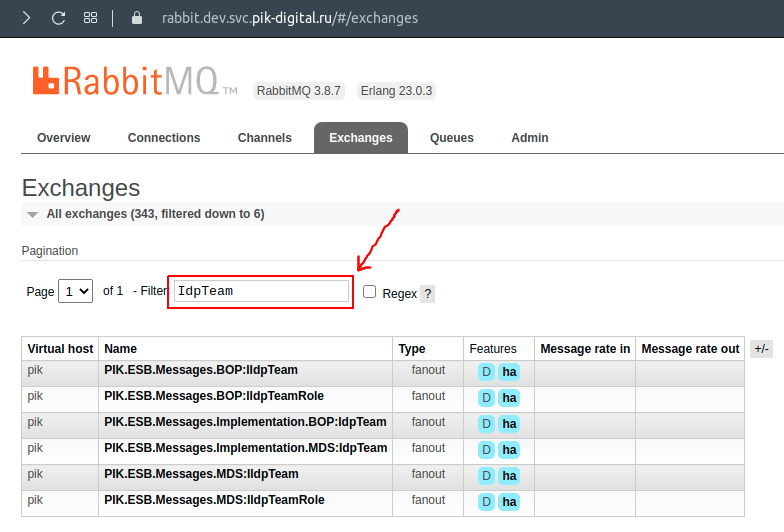 rabbit.dev.svc.pik-digital.ru/#/exchanges
RabbitMQ TM RabbitMQ 3.8.7 Erlang 23.0.3
Overview Connections Channels Exchanges Queues Admin
Exchanges
All exchanges (343, filtered down to 6)
Pagination
Page 1 of 1 - Filter: IdpTeam Regex ?
Virtual host Name Type Features Message rate in Message rate out +/-
pik PIK.ESB.Messages.BOP:IIdpTeam fanout D ha
pik PIK.ESB.Messages.BOP:IIdpTeamRole fanout D ha
pik PIK.ESB.Messages.Implementation.BOP:IdpTeam fanout D ha
pik PIK.ESB.Messages.Implementation.MDS:IdpTeam fanout D ha
pik PIK.ESB.Messages.MDS:IIdpTeam fanout D ha
pik PIK.ESB.Messages.MDS:IIdpTeamRole fanout D ha